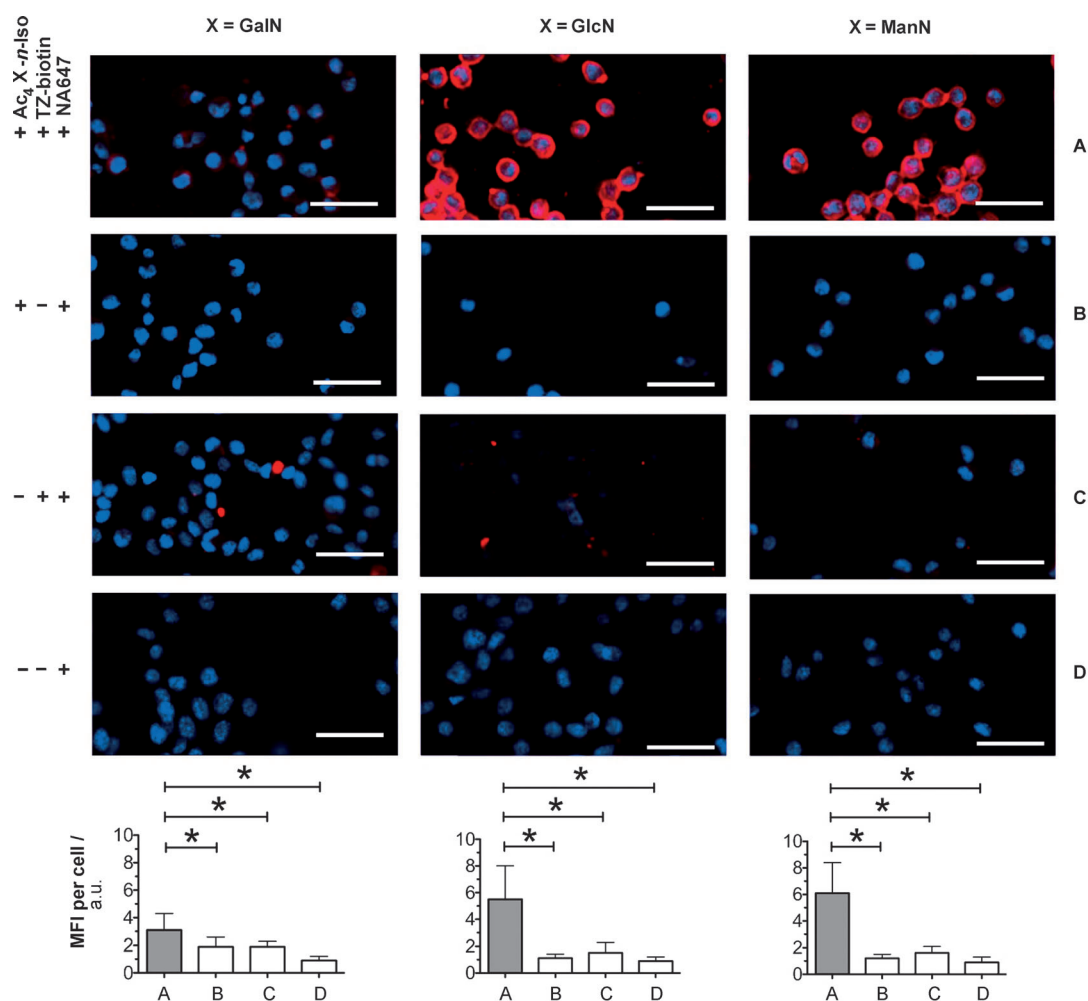 X = GalN
X = GlcN
X = ManN
+ Ac4 X -n-Iso
+ TZ-biotin
+ NA647
A
+ – +
B
– + +
C
– – +
D
*
*
*
*
*
*
*
*
*
MFI per cell /
a.u.
10
8
6
4
2
0
A B C D
10
8
6
4
2
0
A B C D
10
8
6
4
2
0
A B C D